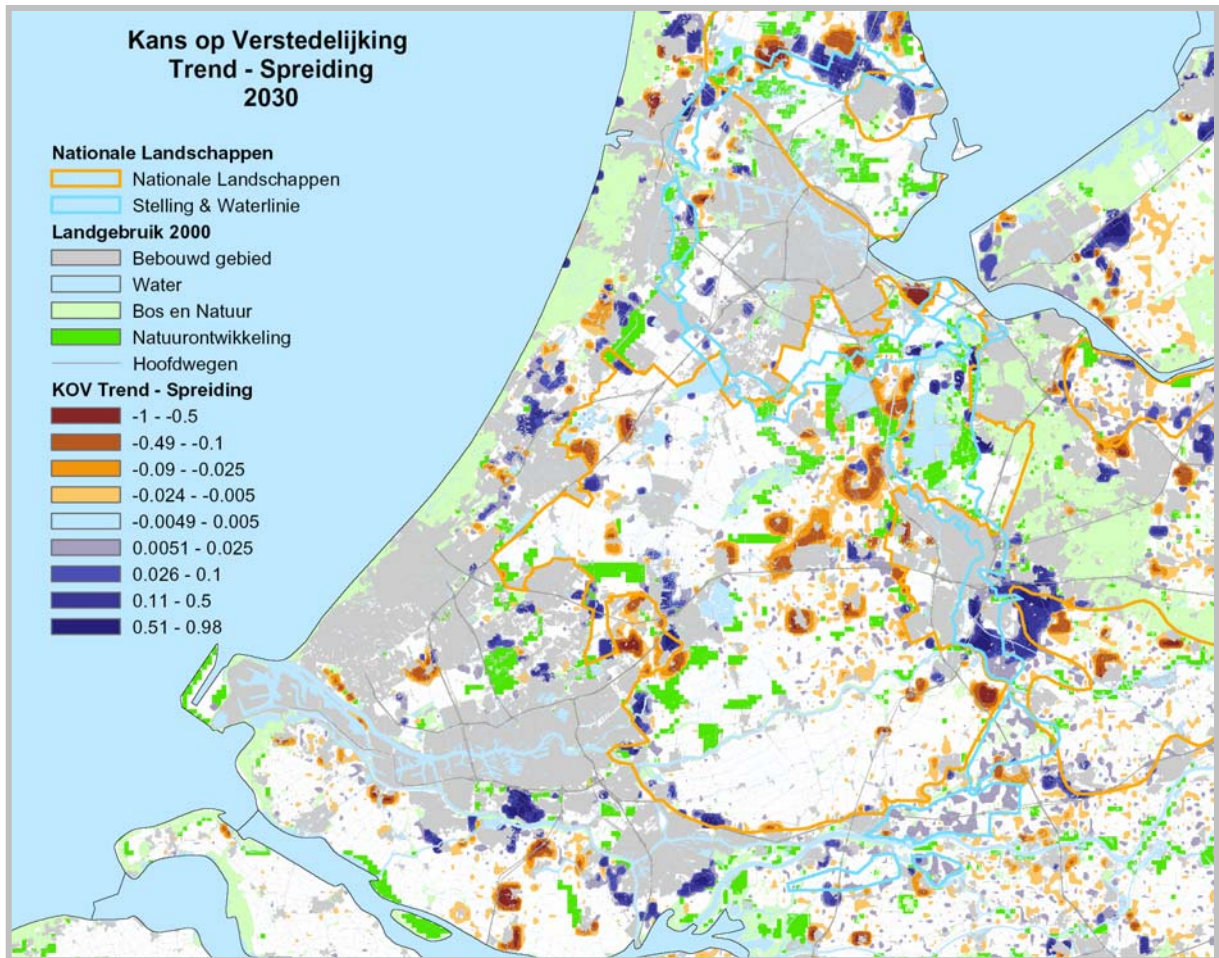 Kans op Verstedelijking
Trend - Spreiding
2030
Nationale Landschappen
Nationale Landschappen
Stelling & Waterlinie
Landgebruik 2000
Bebouwd gebied
Water
Bos en Natuur
Natuurontwikkeling
Hoofdwegen
KOV Trend - Spreiding
-1 - -0.5
-0.49 - -0.1
-0.09 - -0.025
-0.024 - -0.005
-0.0049 - 0.005
0.0051 - 0.025
0.026 - 0.1
0.11 - 0.5
0.51 - 0.98